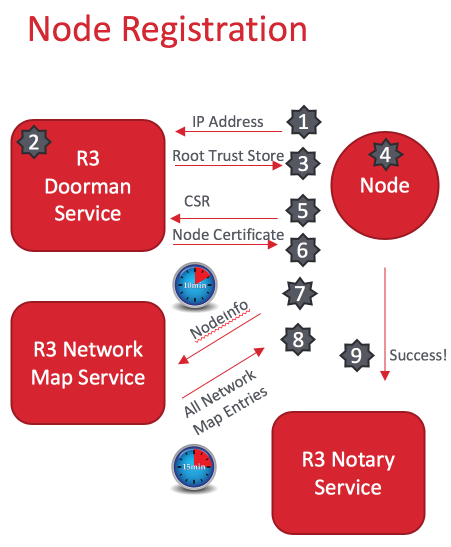 Node Registration
1
IP Address
2
R3
Doorman
Service
Root Trust Store
3
4
Node
CSR
5
Node Certificate
6
10min
7
NodeInfo
8
R3 Network
Map Service
9
Success!
All Network
Map Entries
15min
R3 Notary
Service